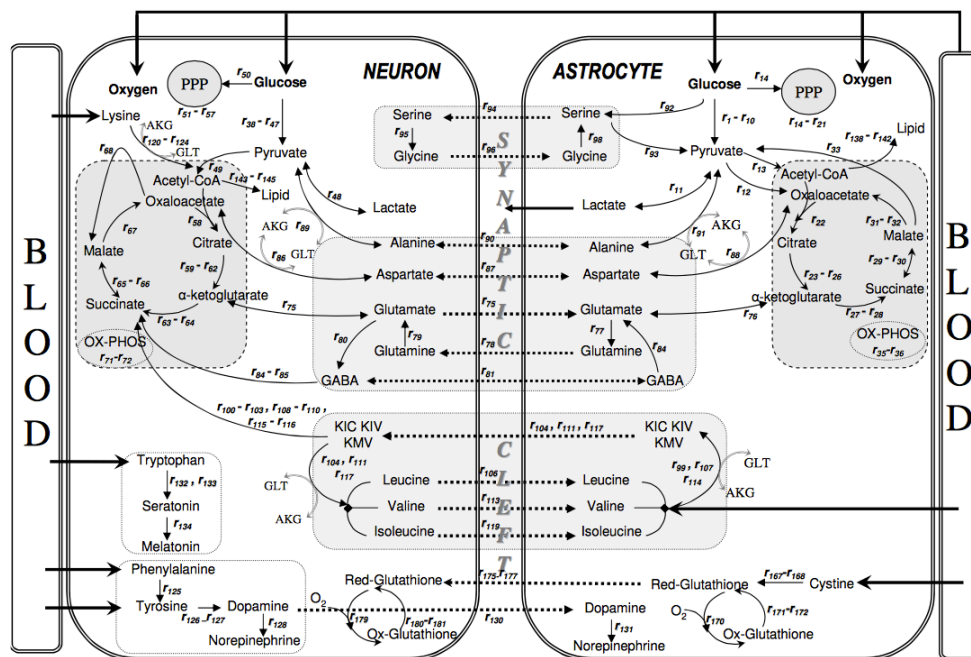 NEURON
ASTROCYTE
BLOOD
BLOOD
SYNAPTIC
CLEFT
Oxygen
PPP
r50
Glucose
r51 - r57
Lysine
AKG
r120 - r124
GLT
r38 - r47
r68
Pyruvate
r49
Acetyl-CoA
r143 - r145
Lipid
r48
Lactate
Oxaloacetate
r58
r67
Malate
Citrate
r59 - r62
r65 - r66
Succinate
α-ketoglutarate
r63 - r64
OX-PHOS
r71-r72
AKG
r89
GLT
r86
Alanine
Aspartate
r75
Glutamate
r80
r79
Glutamine
GABA
r84 - r85
r100 - r103 , r108 - r110 ,
r115 - r116
Serine
r95
Glycine
r94
r96
Serine
r98
Glycine
r92
r93
Glucose
r14
PPP
r14 - r21
Oxygen
r1 - r10
Pyruvate
r138 - r142
Lipid
r33
r13
r12
Acetyl-CoA
Oxaloacetate
r11
Lactate
r22
r31 - r32
Citrate
Malate
r29 - r30
r23 - r26
Succinate
α-ketoglutarate
r27 - r28
r76
OX-PHOS
r35-r36
r91
AKG
GLT
r88
r90
Alanine
r87
Aspartate
r75
Glutamate
r77
r78
Glutamine
r84
r81
GABA
KIC KIV
KMV
r104 , r111 , r117
KIC KIV
KMV
r104 , r111
r117
GLT
AKG
Leucine
r106
Leucine
Valine
r113
Valine
Isoleucine
r119
Isoleucine
r99 , r107
r114
GLT
AKG
Tryptophan
r132 , r133
Seratonin
r134
Melatonin
Phenylalanine
r125
Tyrosine
r126 - r127
Dopamine
r128
Norepinephrine
O2
r179
Red-Glutathione
r180 - r181
Ox-Glutathione
r175 - r177
r130
Dopamine
r131
Norepinephrine
Red-Glutathione
r167-r168
Cystine
O2
r170
r171-r172
Ox-Glutathione